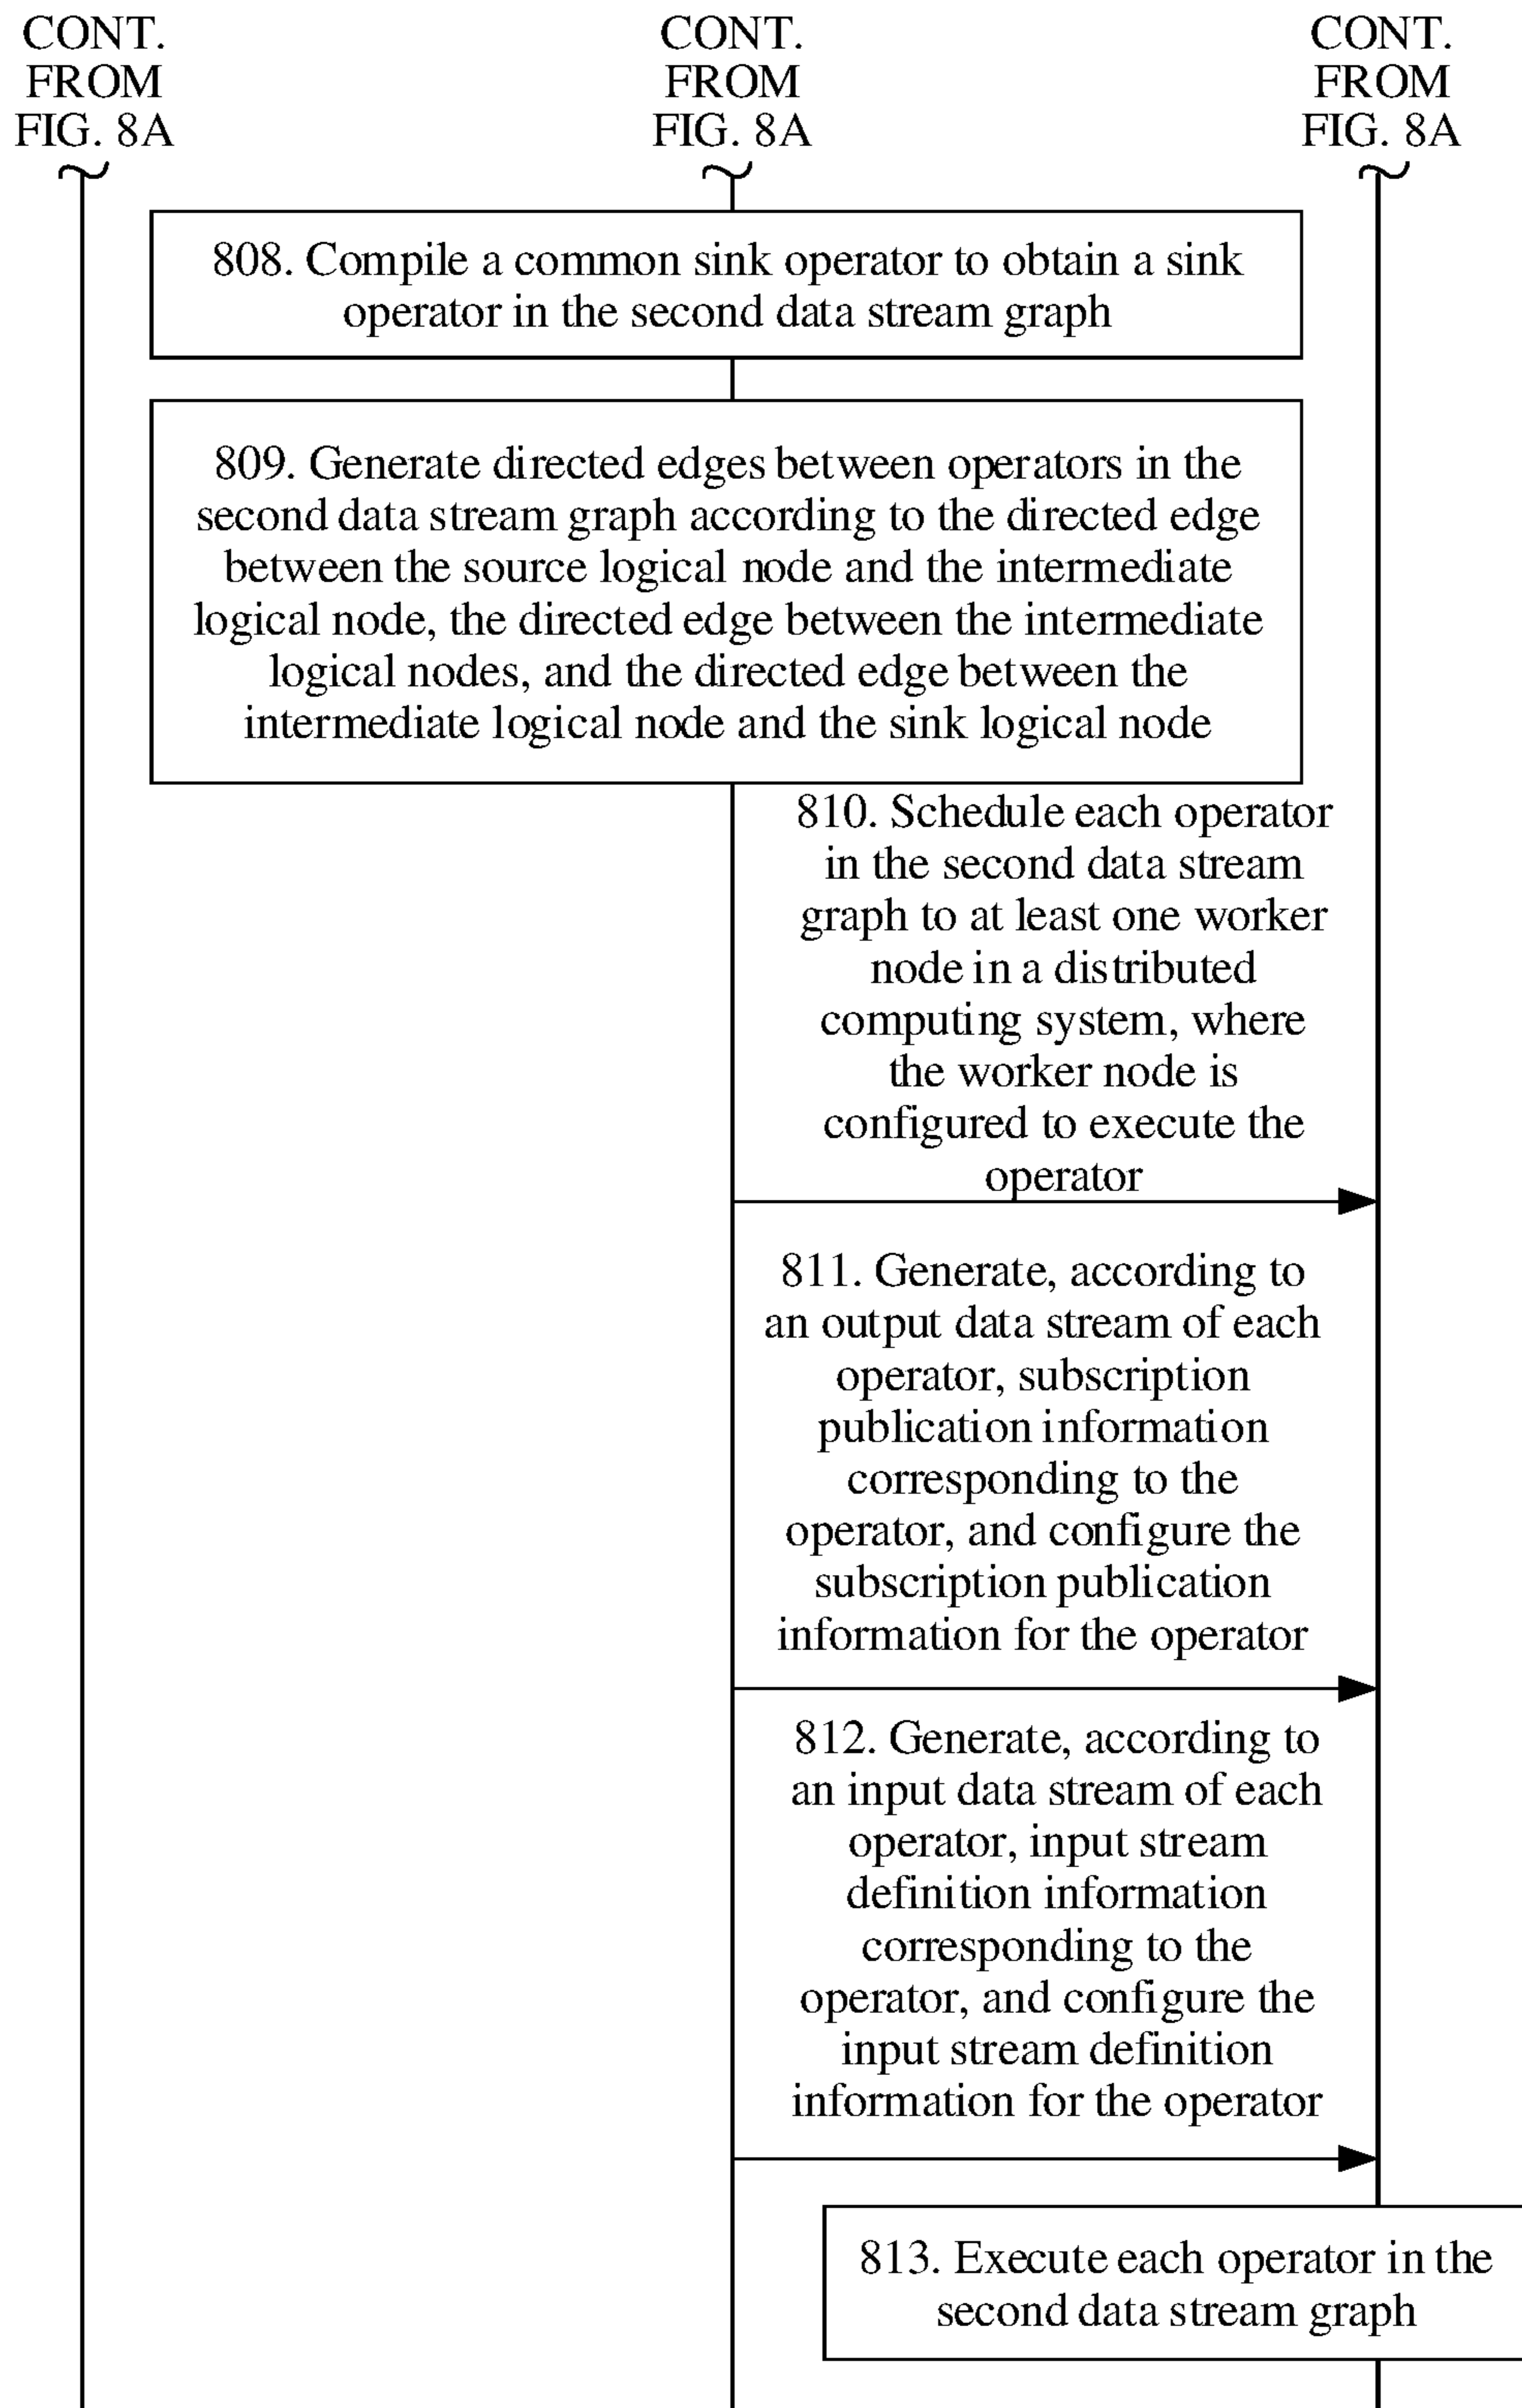 CONT.
FROM
FIG. 8A
CONT.
FROM
FIG. 8A
CONT.
FROM
FIG. 8A
808. Compile a common sink operator to obtain a sink
operator in the second data stream graph
809. Generate directed edges between operators in the
second data stream graph according to the directed edge
between the source logical node and the intermediate
logical node, the directed edge between the intermediate
logical nodes, and the directed edge between the
intermediate logical node and the sink logical node
810. Schedule each operator
in the second data stream
graph to at least one worker
node in a distributed
computing system, where
the worker node is
configured to execute the
operator
811. Generate, according to
an output data stream of each
operator, subscription
publication information
corresponding to the
operator, and configure the
subscription publication
information for the operator
812. Generate, according to
an input data stream of each
operator, input stream
definition information
corresponding to the
operator, and configure the
input stream definition
information for the operator
813. Execute each operator in the
second data stream graph